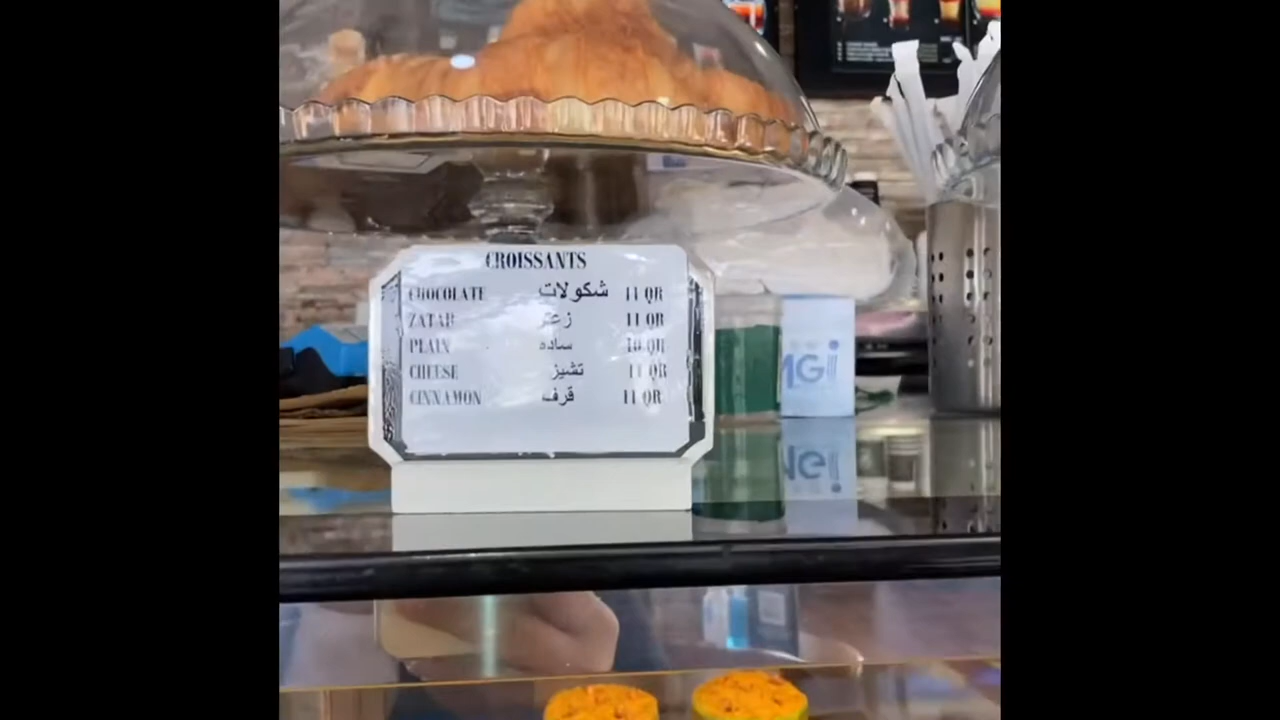 CROISSANTS
CHOCOLATE شكولات 11 QR
ZATAR زعتر 11 QR
PLAIN ساده 10 QR
CHEESE تشيز 11 QR
CINNAMON قرف 11 QR